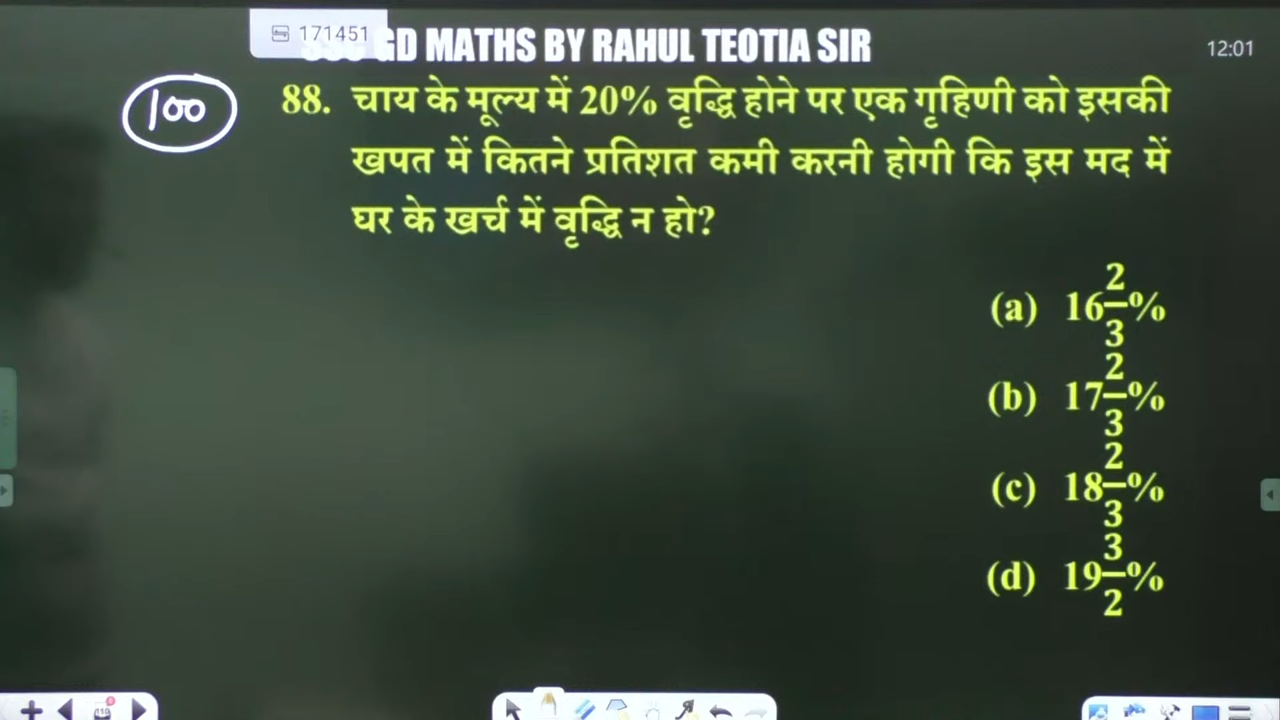 171451
GD MATHS BY RAHUL TEOTIA SIR
12:01
100
88. चाय के मूल्य में 20% वृद्धि होने पर एक गृहिणी को इसकी
खपत में कितने प्रतिशत कमी करनी होगी कि इस मद में
घर के खर्च में वृद्धि न हो?
(a) 16 2/3 %
(b) 17 2/3 %
(c) 18 2/3 %
(d) 19 3/2 %